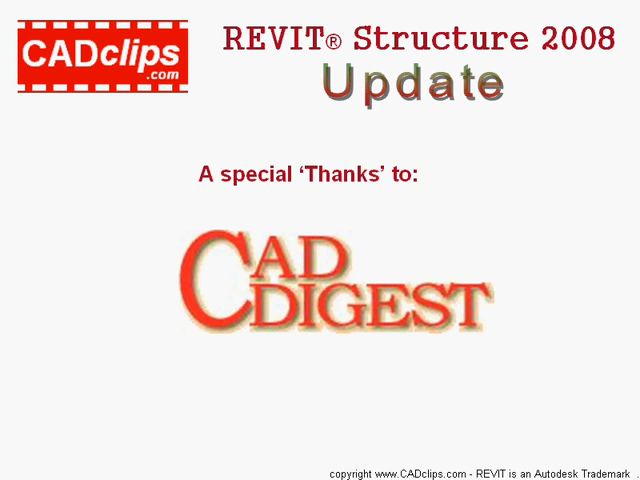 CADclips
.com
REVIT® Structure 2008
Update
A special ‘Thanks’ to:
CAD
DIGEST
copyright www.CADclips.com - REVIT is an Autodesk Trademark .